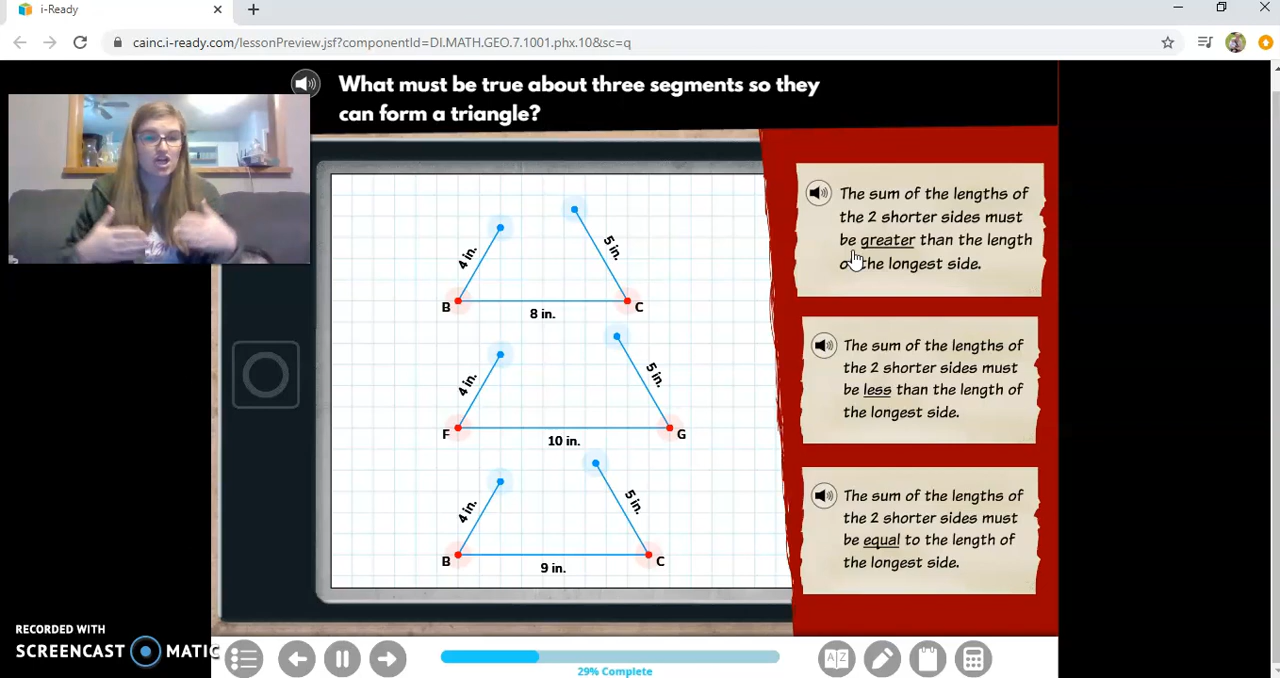 i-Ready
cainc.i-ready.com/lessonPreview.jsf?componentId=DI.MATH.GEO.7.1001.phx.10&sc=q
What must be true about three segments so they
can form a triangle?
4 in.
5 in.
B
C
8 in.
4 in.
5 in.
F
G
10 in.
4 in.
5 in.
B
C
9 in.
The sum of the lengths of
the 2 shorter sides must
be greater than the length
of the longest side.
The sum of the lengths of
the 2 shorter sides must
be less than the length of
the longest side.
The sum of the lengths of
the 2 shorter sides must
be equal to the length of
the longest side.
RECORDED WITH
SCREENCAST MATIC
29% Complete
A Z